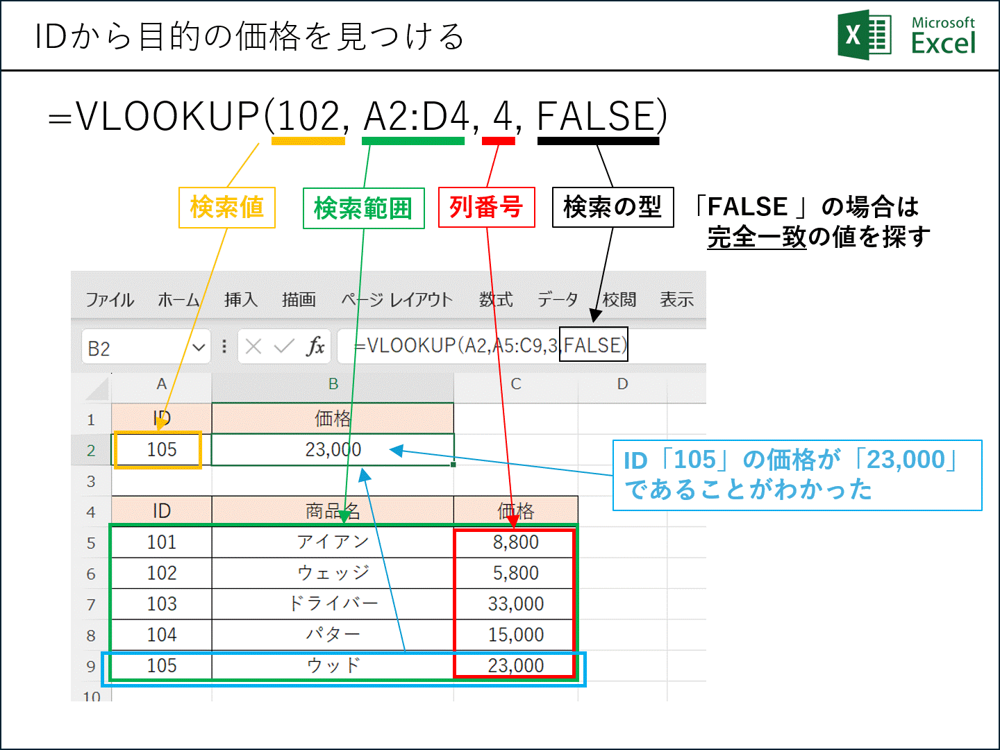 IDから目的の価格を見つける
Microsoft
Excel
=VLOOKUP(102, A2:D4, 4, FALSE)
検索値
検索範囲
列番号
検索の型
「FALSE 」の場合は
完全一致の値を探す
ファイル ホーム 挿入 描画 ページ レイアウト 数式 データ 校閲 表示
B2 fx =VLOOKUP(A2,A5:C9,3,FALSE)
A B C D
1 ID 価格
2 105 23,000
ID「105」の価格が「23,000」
であることがわかった
3
4 ID 商品名 価格
5 101 アイアン 8,800
6 102 ウェッジ 5,800
7 103 ドライバー 33,000
8 104 パター 15,000
9 105 ウッド 23,000
10